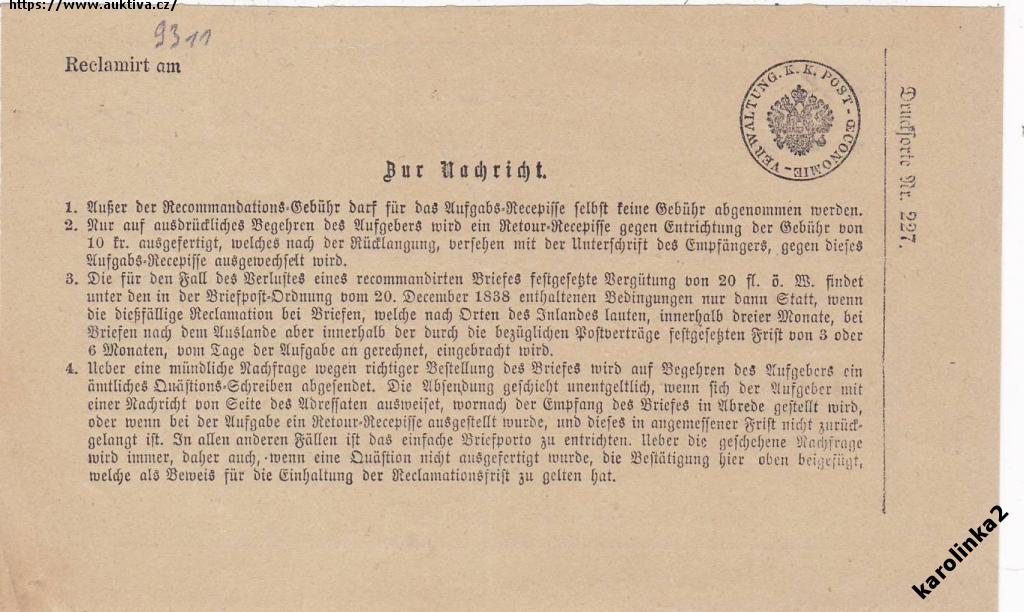 https://www.auktiva.cz/
9311
Reclamirt am
VERWALTUNG. K. K. POST-ŒCONOMIE-
Drucksorte Nr. 227.
Zur Nachricht.
1. Außer der Recommandations-Gebühr darf für das Aufgabs-Recepisse selbst keine Gebühr abgenommen werden.
2. Nur auf ausdrückliches Begehren des Aufgebers wird ein Retour-Recepisse gegen Entrichtung der Gebühr von
10 kr. ausgefertigt, welches nach der Rücklangung, versehen mit der Unterschrift des Empfängers, gegen dieses
Aufgabs-Recepisse ausgewechselt wird.
3. Die für den Fall des Verlustes eines recommandirten Briefes festgesetzte Vergütung von 20 fl. ö. W. findet
unter den in der Briefpost-Ordnung vom 20. December 1838 enthaltenen Bedingungen nur dann Statt, wenn
die dießfällige Reclamation bei Briefen, welche nach Orten des Inlandes lauten, innerhalb dreier Monate, bei
Briefen nach dem Auslande aber innerhalb der durch die bezüglichen Postverträge festgesetzten Frist von 3 oder
6 Monaten, vom Tage der Aufgabe an gerechnet, eingebracht wird.
4. Ueber eine mündliche Nachfrage wegen richtiger Bestellung des Briefes wird auf Begehren des Aufgebers ein
ämtliches Quästions-Schreiben abgesendet. Die Absendung geschieht unentgeltlich, wenn sich der Aufgeber mit
einer Nachricht von Seite des Adressaten ausweiset, wornach der Empfang des Briefes in Abrede gestellt wird,
oder wenn bei der Aufgabe ein Retour-Recepisse ausgestellt wurde, und dieses in angemessener Frist nicht zurück-
gelangt ist. In allen anderen Fällen ist das einfache Briefporto zu entrichten. Ueber die geschehene Nachfrage
wird immer, daher auch, wenn eine Quästion nicht ausgefertigt wurde, die Bestätigung hier oben beigefügt,
welche als Beweis für die Einhaltung der Reclamationsfrist zu gelten hat.
karolinka2